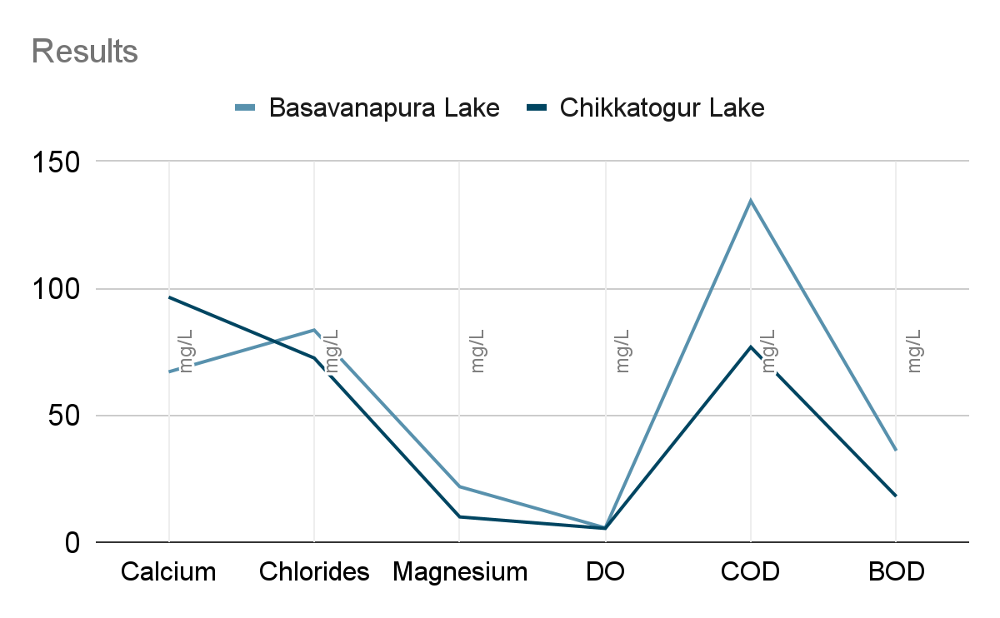 Results
Basavanapura Lake Chikkatogur Lake
150
100
mg/L mg/L mg/L mg/L mg/L mg/L
50
0
Calcium Chlorides Magnesium DO COD BOD